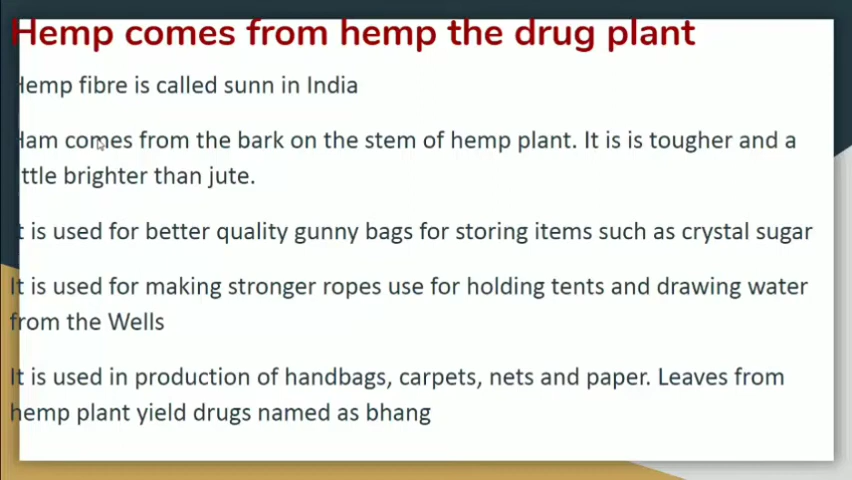 Hemp comes from hemp the drug plant
Hemp fibre is called sunn in India
Ham comes from the bark on the stem of hemp plant. It is is tougher and a
little brighter than jute.
It is used for better quality gunny bags for storing items such as crystal sugar
It is used for making stronger ropes use for holding tents and drawing water
from the Wells
It is used in production of handbags, carpets, nets and paper. Leaves from
hemp plant yield drugs named as bhang